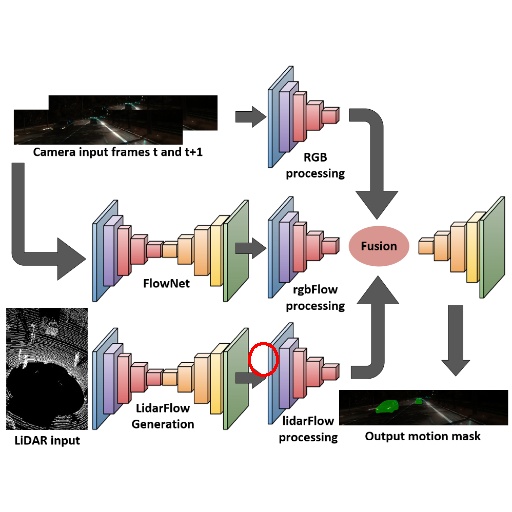 Camera input frames t and t+1
RGB
processing
FlowNet
rgbFlow
processing
Fusion
LiDAR input
LidarFlow
Generation
lidarFlow
processing
Output motion mask